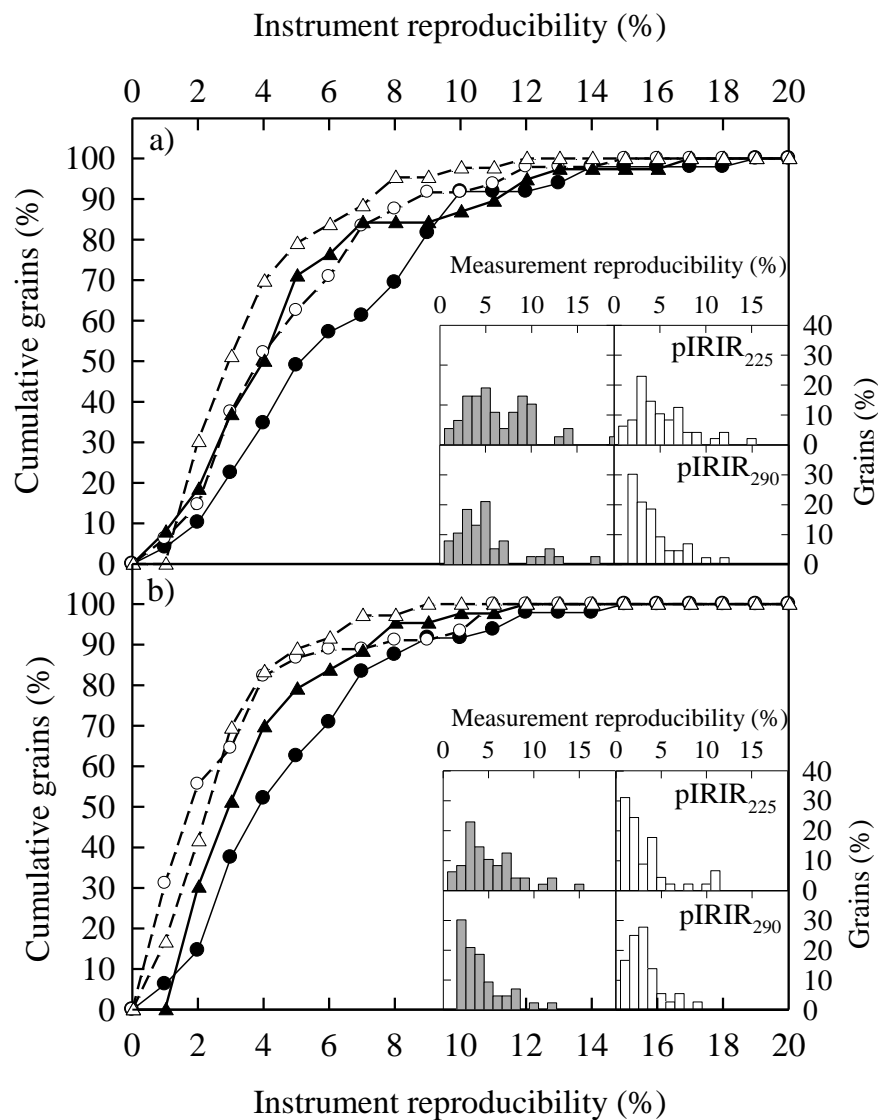 Instrument reproducibility (%)
0 2 4 6 8 10 12 14 16 18 20
a)
100
90
80
70
60
50
40
30
20
10
0
Cumulative grains (%)
Measurement reproducibility (%)
0 5 10 15 0 5 10 15
pIRIR225
40
30
20
10
0
pIRIR290
30
20
10
0
Grains (%)
b)
100
90
80
70
60
50
40
30
20
10
0
Cumulative grains (%)
Measurement reproducibility (%)
0 5 10 15 0 5 10 15
pIRIR225
40
30
20
10
0
pIRIR290
30
20
10
0
Grains (%)
0 2 4 6 8 10 12 14 16 18 20
Instrument reproducibility (%)